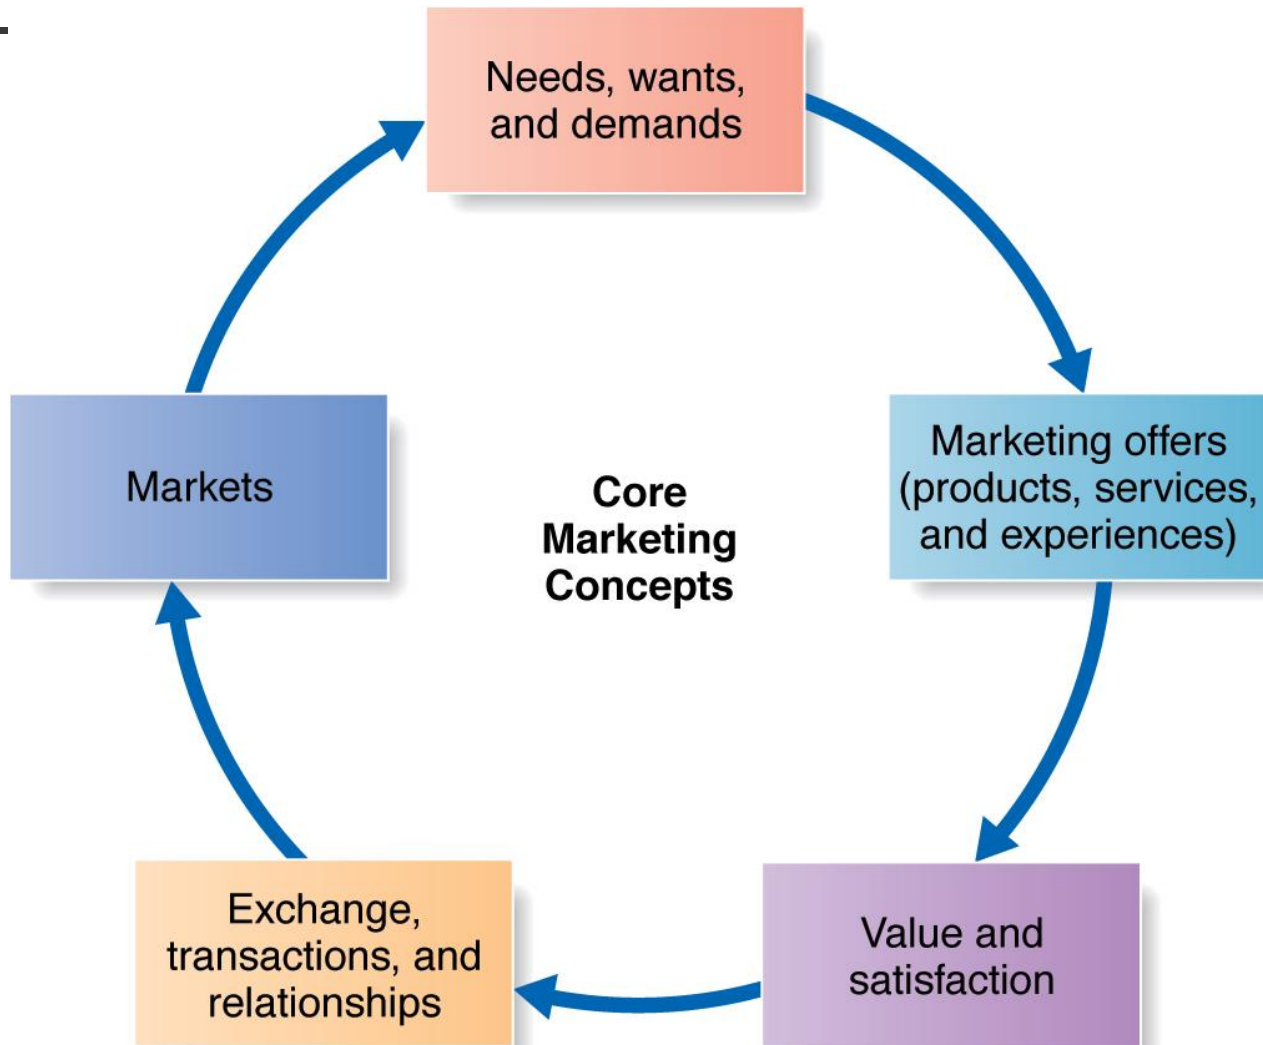 Needs, wants,
and demands
Marketing offers
(products, services,
and experiences)
Value and
satisfaction
Exchange,
transactions, and
relationships
Markets
Core
Marketing
Concepts